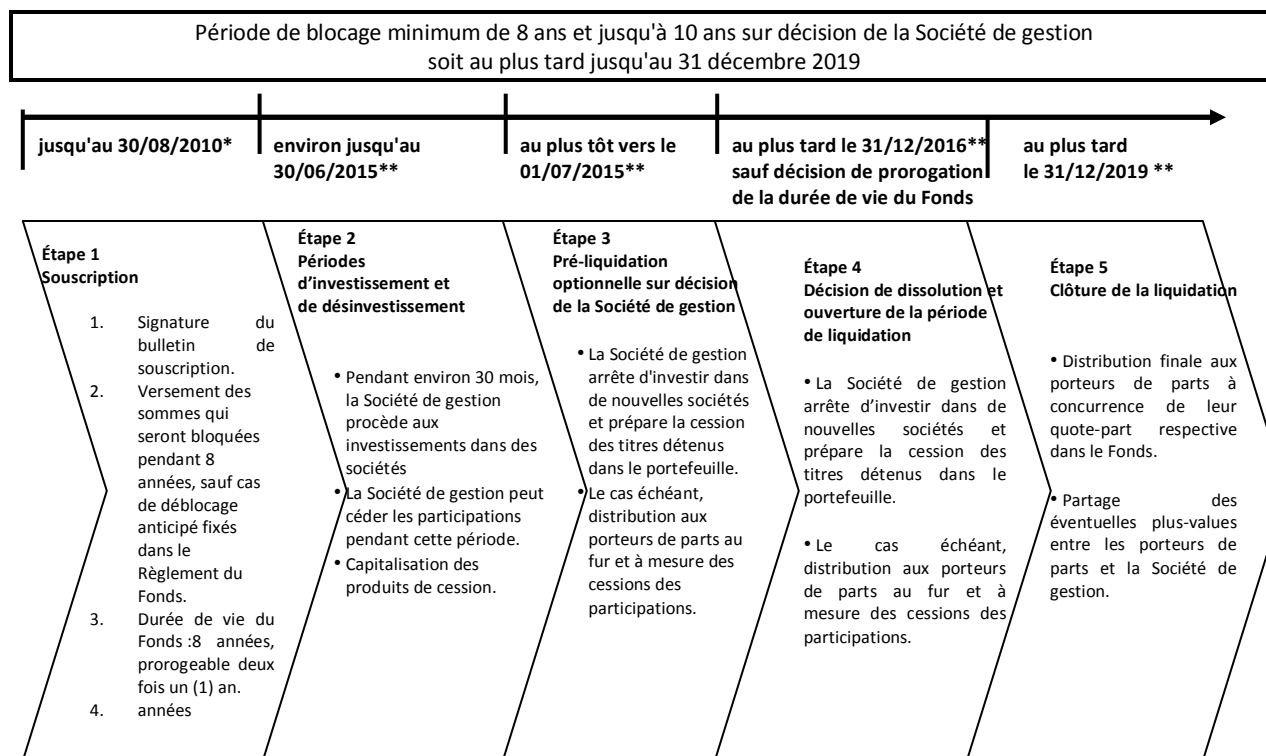 Période de blocage minimum de 8 ans et jusqu'à 10 ans sur décision de la Société de gestion
soit au plus tard jusqu'au 31 décembre 2019
jusqu'au 30/08/2010*
environ jusqu'au
30/06/2015**
au plus tôt vers le
01/07/2015**
au plus tard le 31/12/2016**
sauf décision de prorogation
de la durée de vie du Fonds
au plus tard
le 31/12/2019 **
Étape 1
Souscription
1. Signature du
bulletin de
souscription.
2. Versement des
sommes qui
seront bloquées
pendant 8
années, sauf cas
de déblocage
anticipé fixés
dans le
Règlement du
Fonds.
3. Durée de vie du
Fonds :8 années,
prorogeable deux
fois un (1) an.
4. années
Étape 2
Périodes
d'investissement et
de désinvestissement
• Pendant environ 30 mois,
la Société de gestion
procède aux
investissements dans des
sociétés
• La Société de gestion peut
céder les participations
pendant cette période.
• Capitalisation des
produits de cession.
Étape 3
Pré-liquidation
optionnelle sur décision
de la Société de gestion
• La Société de gestion
arrête d'investir dans
de nouvelles sociétés
et prépare la cession
des titres détenus
dans le portefeuille.
• Le cas échéant,
distribution aux
porteurs de parts au
fur et à mesure des
cessions des
participations.
Étape 4
Décision de dissolution et
ouverture de la période
de liquidation
• La Société de gestion
arrête d’investir dans de
nouvelles sociétés et
prépare la cession des
titres détenus dans le
portefeuille.
• Le cas échéant,
distribution aux porteurs
de parts au fur et à
mesure des cessions des
participations.
Étape 5
Clôture de la liquidation
• Distribution finale aux
porteurs de parts à
concurrence de leur
quote-part respective
dans le Fonds.
• Partage des
éventuelles plus-values
entre les porteurs de
parts et la Société de
gestion.